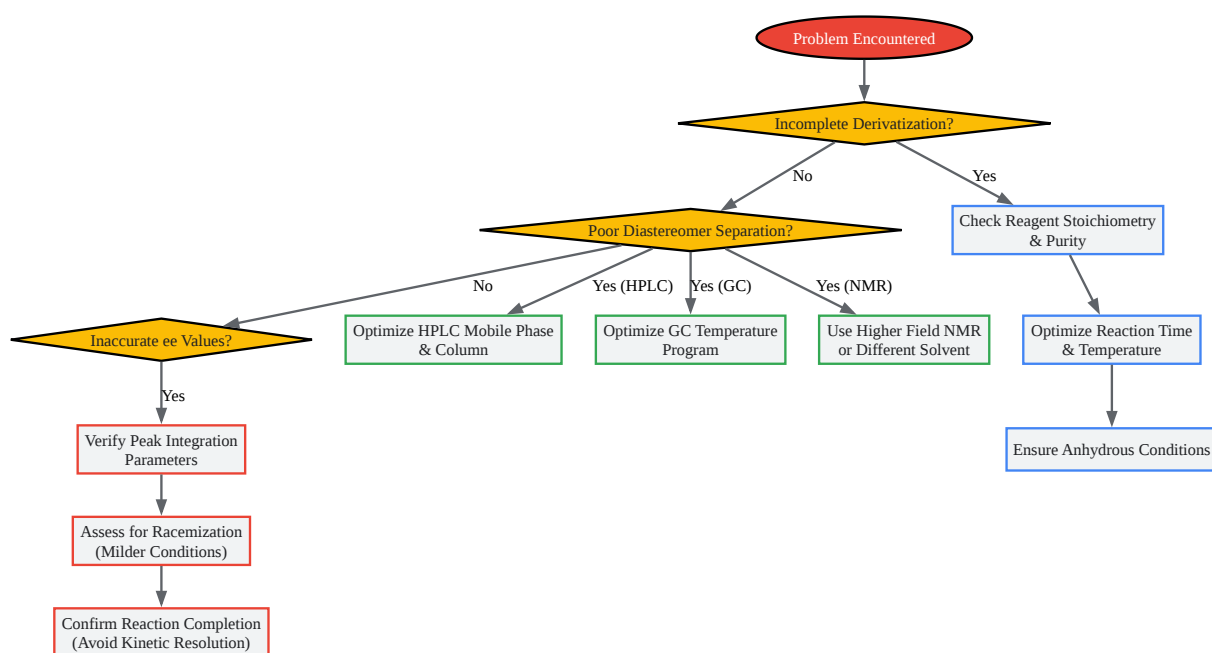 Problem Encountered
Incomplete Derivatization?
No
Yes
Poor Diastereomer Separation?
Check Reagent Stoichiometry
& Purity
No
Yes (HPLC)
Yes (GC)
Yes (NMR)
Inaccurate ee Values?
Optimize HPLC Mobile Phase
& Column
Optimize GC Temperature
Program
Use Higher Field NMR
or Different Solvent
Optimize Reaction Time
& Temperature
Yes
Verify Peak Integration
Parameters
Ensure Anhydrous Conditions
Assess for Racemization
(Milder Conditions)
Confirm Reaction Completion
(Avoid Kinetic Resolution)